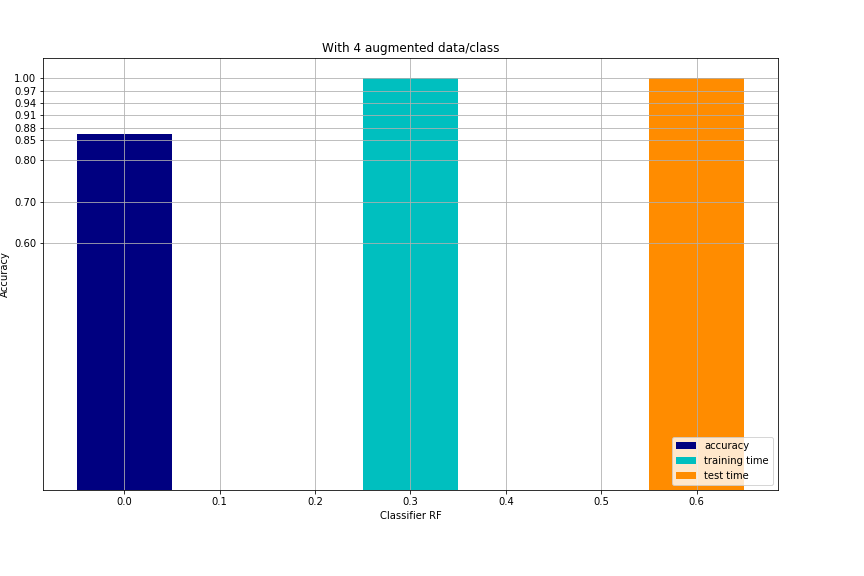 With 4 augmented data/class
1.00
0.97
0.94
0.91
0.88
0.85
0.80
0.70
0.60
Accuracy
accuracy
training time
test time
0.0 0.1 0.2 0.3 0.4 0.5 0.6
Classifier RF